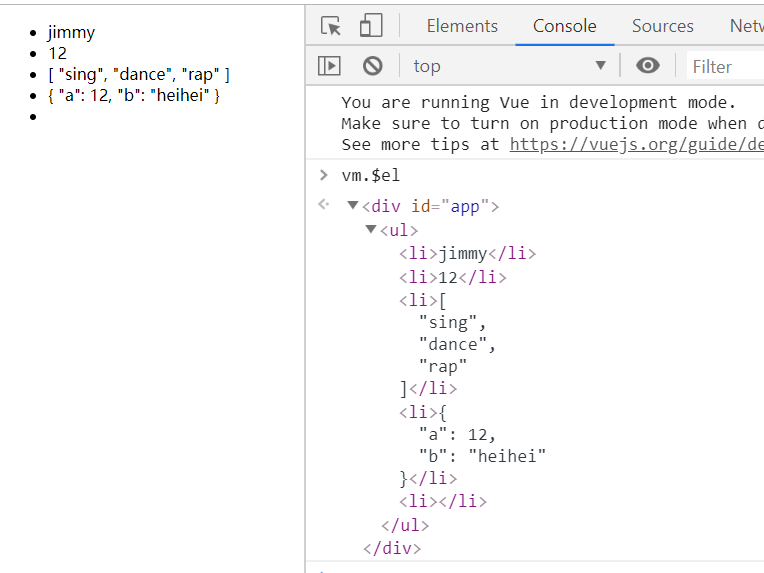 jimmy
12
[ "sing", "dance", "rap" ]
{ "a": 12, "b": "heihei" }
Elements Console Sources Netw
top Filter
You are running Vue in development mode.
Make sure to turn on production mode when d
See more tips at https://vuejs.org/guide/de
> vm.$el
<div id="app">
<ul>
<li>jimmy</li>
<li>12</li>
<li>[
"sing",
"dance",
"rap"
]</li>
<li>{
"a": 12,
"b": "heihei"
}</li>
<li></li>
</ul>
</div>